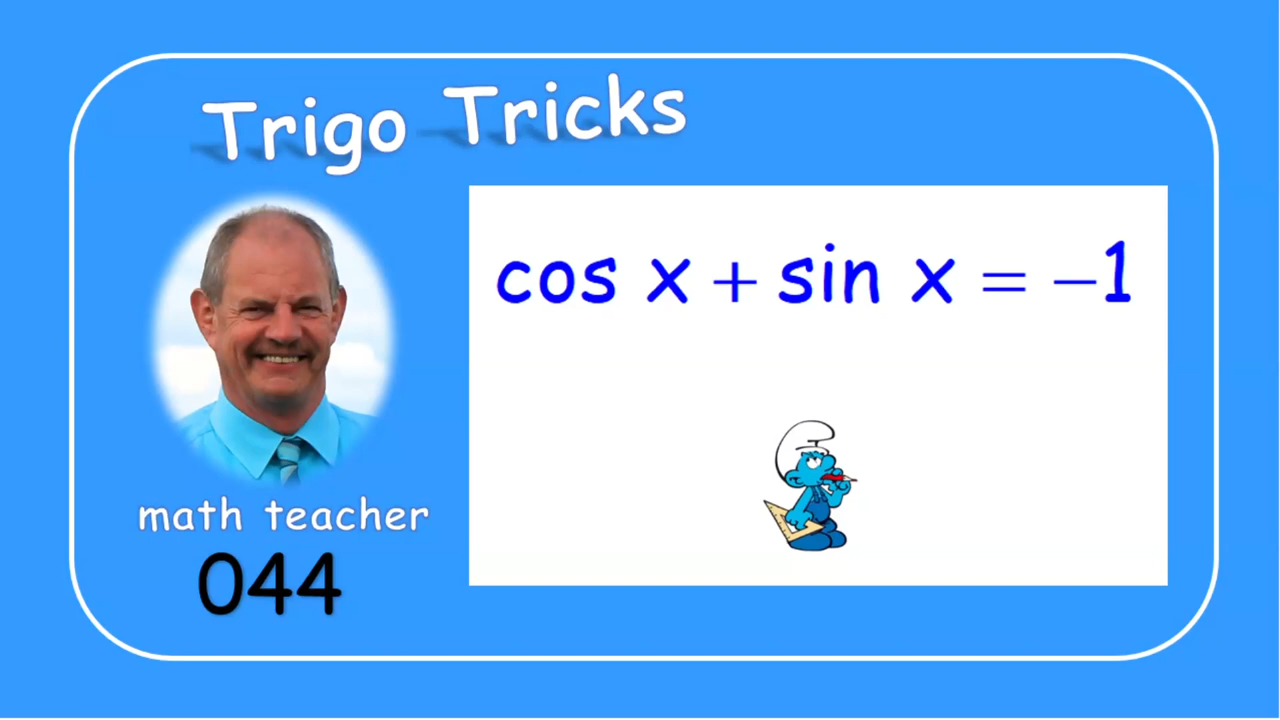 Trigo Tricks
cos x + sin x = −1
math teacher
044